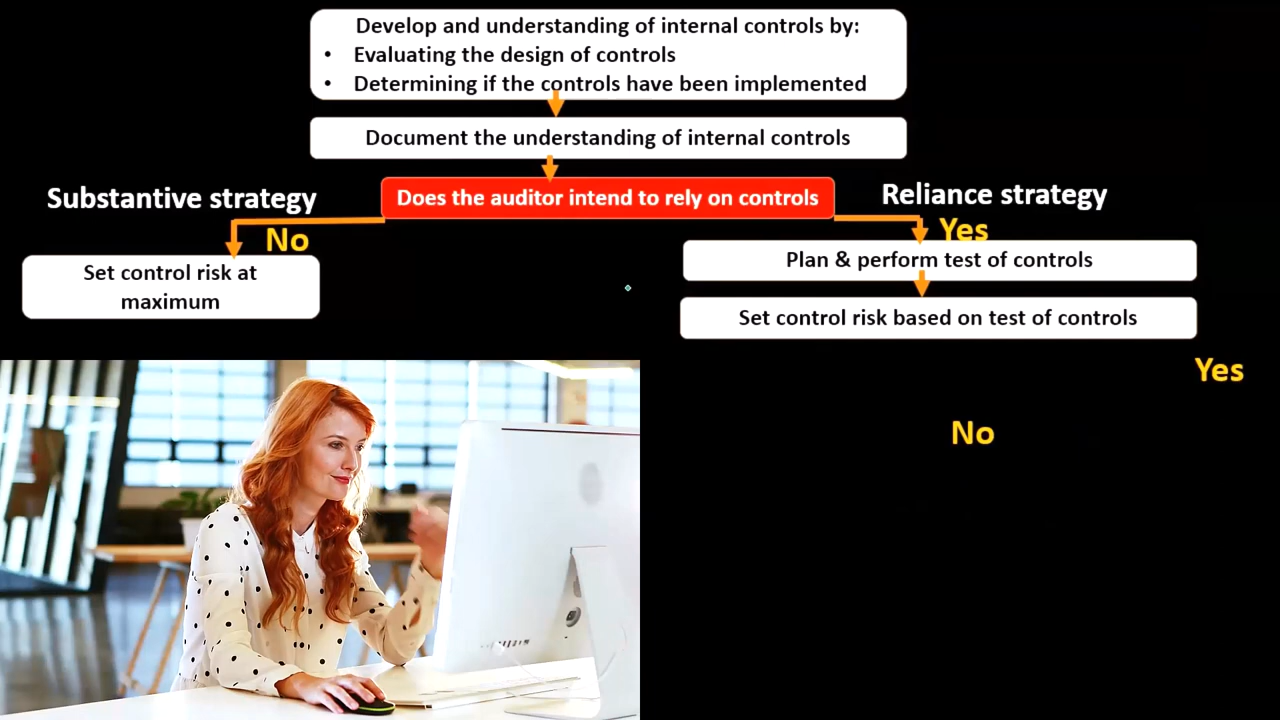 Develop and understanding of internal controls by:
• Evaluating the design of controls
• Determining if the controls have been implemented
Document the understanding of internal controls
Substantive strategy
Does the auditor intend to rely on controls
Reliance strategy
No
Yes
Set control risk at
maximum
Plan & perform test of controls
Set control risk based on test of controls
Yes
No